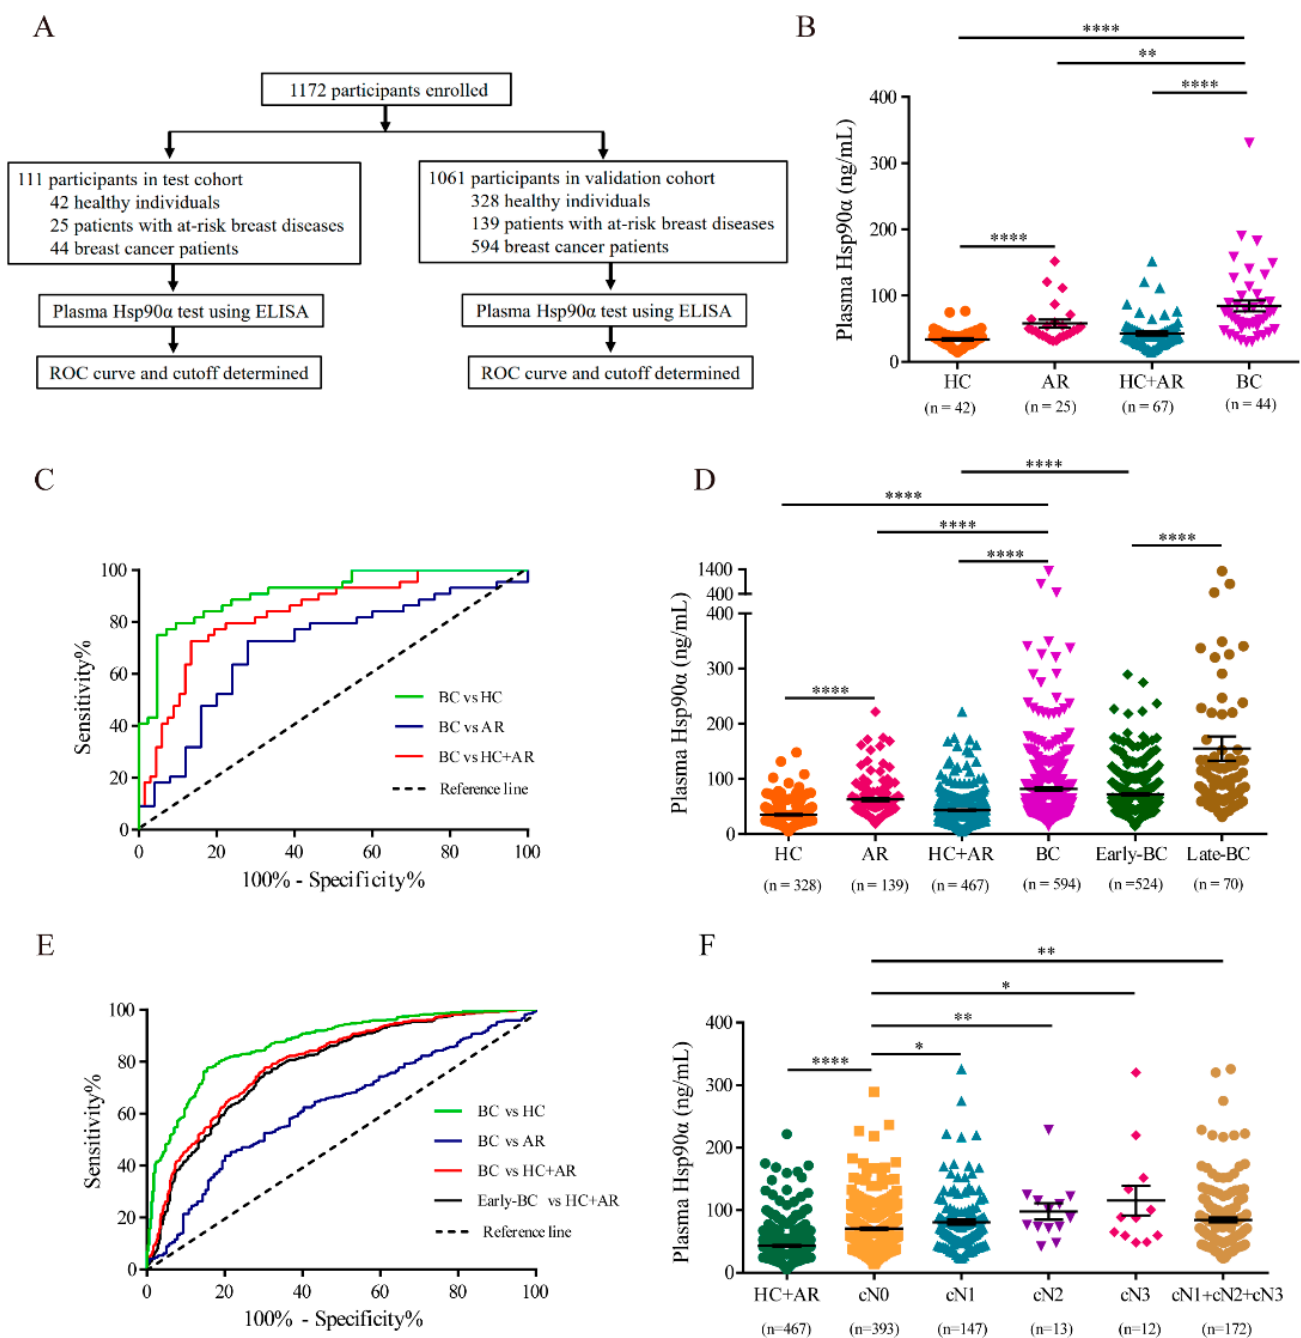 A
1172 participants enrolled
111 participants in test cohort
42 healthy individuals
25 patients with at-risk breast diseases
44 breast cancer patients
1061 participants in validation cohort
328 healthy individuals
139 patients with at-risk breast diseases
594 breast cancer patients
Plasma Hsp90α test using ELISA
Plasma Hsp90α test using ELISA
ROC curve and cutoff determined
ROC curve and cutoff determined
B
****
**
****
****
Plasma Hsp90α (ng/mL)
400
300
200
100
0
HC AR HC+AR BC
(n = 42) (n = 25) (n = 67) (n = 44)
C
Sensitivity%
100
80
60
40
20
0
BC vs HC
BC vs AR
BC vs HC+AR
Reference line
0 20 40 60 80 100
100% - Specificity%
D
****
****
****
****
****
****
Plasma Hsp90α (ng/mL)
1400
400
400
300
200
100
0
HC AR HC+AR BC Early-BC Late-BC
(n = 328) (n = 139) (n = 467) (n = 594) (n =524) (n = 70)
E
Sensitivity%
100
80
60
40
20
0
BC vs HC
BC vs AR
BC vs HC+AR
Early-BC vs HC+AR
Reference line
0 20 40 60 80 100
100% - Specificity%
F
**
*
**
*
****
Plasma Hsp90α (ng/mL)
400
300
200
100
0
HC+AR cN0 cN1 cN2 cN3 cN1+cN2+cN3
(n=467) (n=393) (n=147) (n=13) (n=12) (n=172)